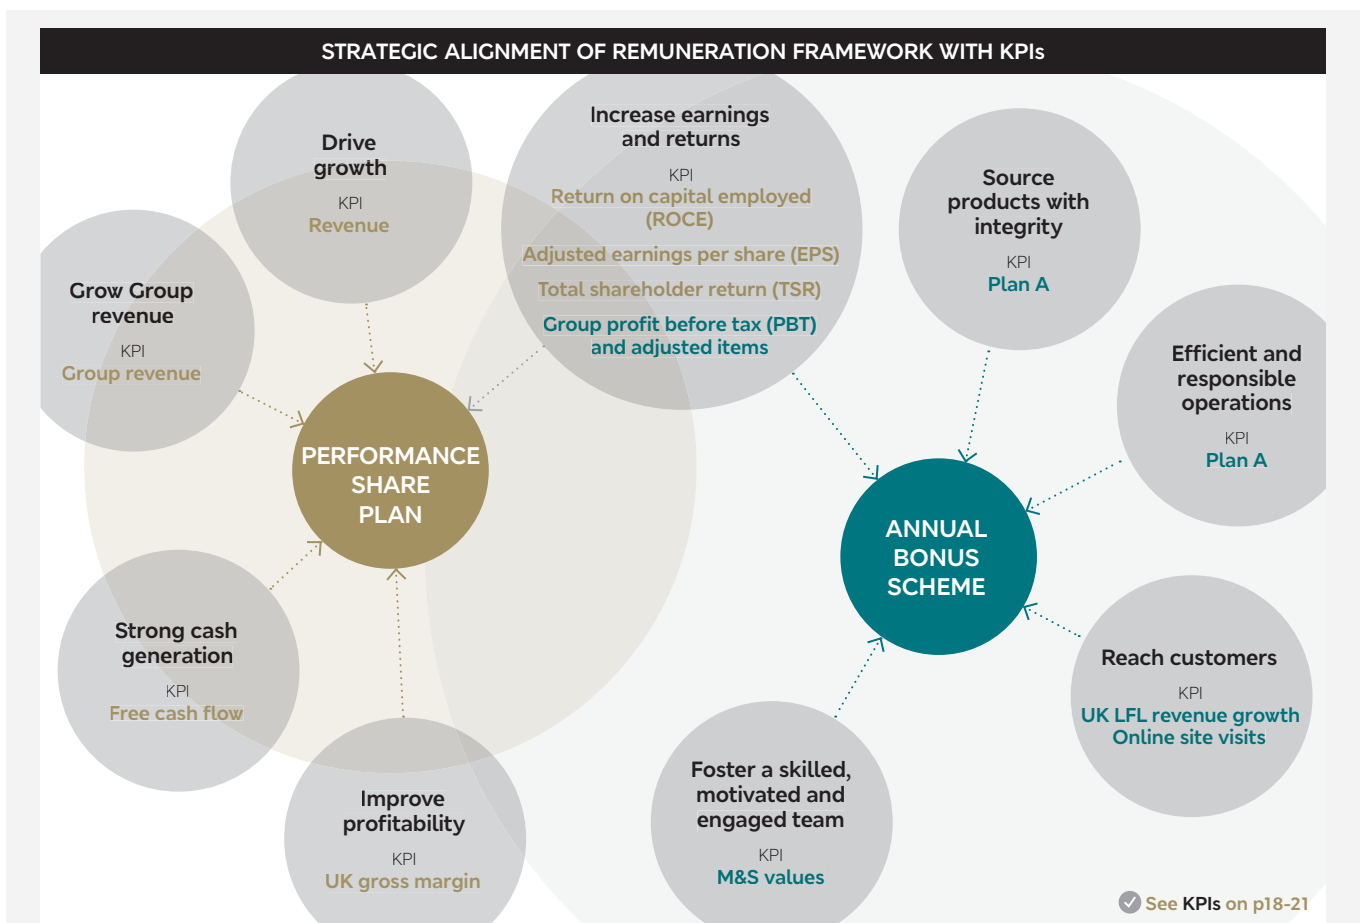 STRATEGIC ALIGNMENT OF REMUNERATION FRAMEWORK WITH KPIs
Drive
growth
KPI
Revenue
Increase earnings
and returns
KPI
Return on capital employed
(ROCE)
Adjusted earnings per share (EPS)
Total shareholder return (TSR)
Group profit before tax (PBT)
and adjusted items
Source
products with
integrity
KPI
Plan A
Grow Group
revenue
KPI
Group revenue
Efficient and
responsible
operations
KPI
Plan A
PERFORMANCE
SHARE
PLAN
ANNUAL
BONUS
SCHEME
Strong cash
generation
KPI
Free cash flow
Reach customers
KPI
UK LFL revenue growth
Online site visits
Improve
profitability
KPI
UK gross margin
Foster a skilled,
motivated and
engaged team
KPI
M&S values
See KPIs on p18-21